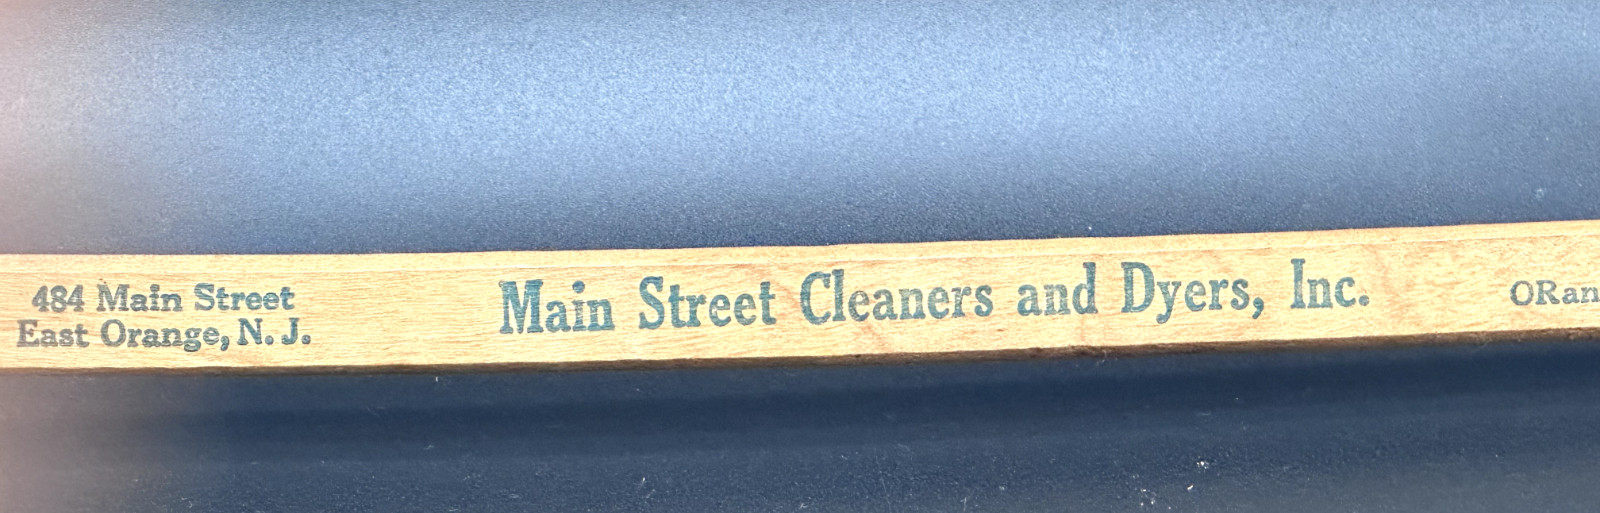 484 Main Street
East Orange, N. J.
Main Street Cleaners and Dyers, Inc.
ORan